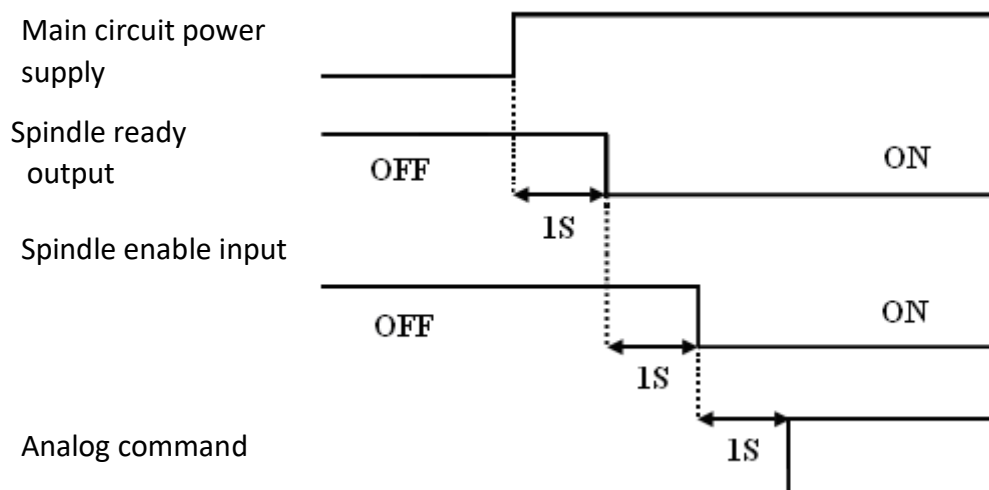 Main circuit power
supply
Spindle ready
output
OFF
ON
1S
Spindle enable input
OFF
ON
1S
Analog command
1S